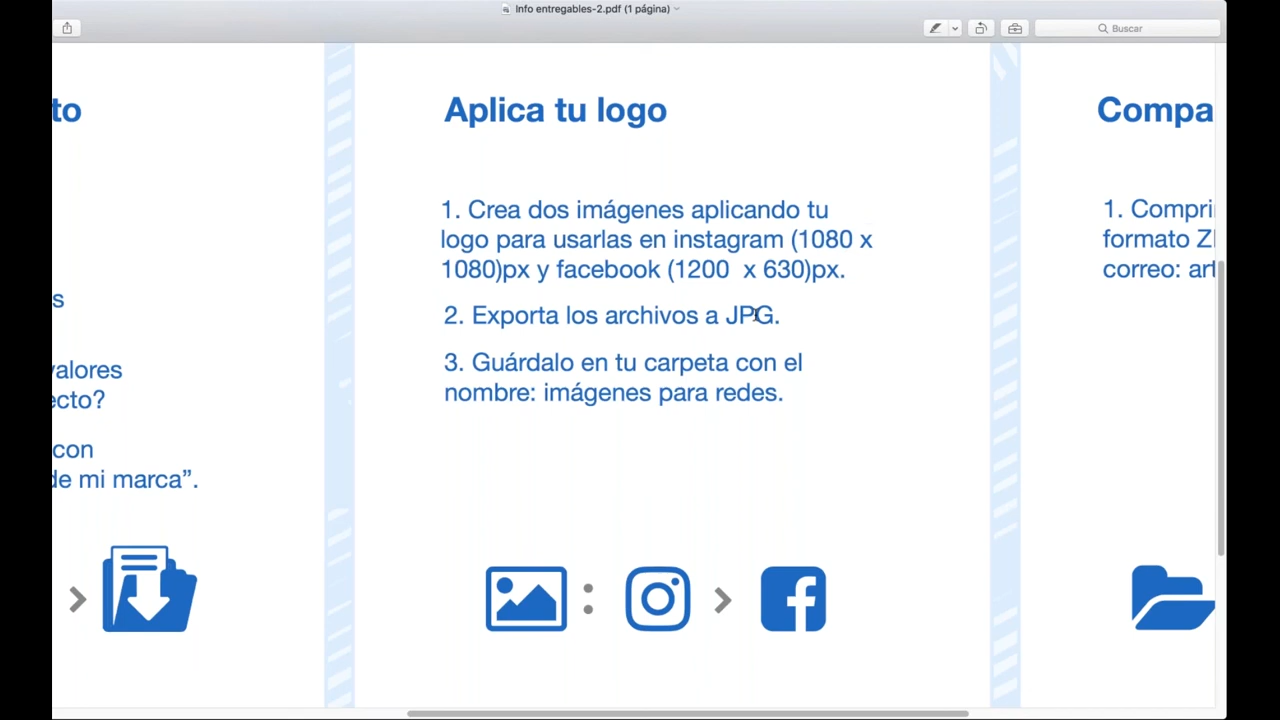 Info entregables-2.pdf (1 página)
Buscar
to
s
valores
ecto?
con
de mi marca”.
Aplica tu logo
1. Crea dos imágenes aplicando tu
logo para usarlas en instagram (1080 x
1080)px y facebook (1200 x 630)px.
2. Exporta los archivos a JPG.
3. Guárdalo en tu carpeta con el
nombre: imágenes para redes.
Compa
1. Compri
formato ZI
correo: art